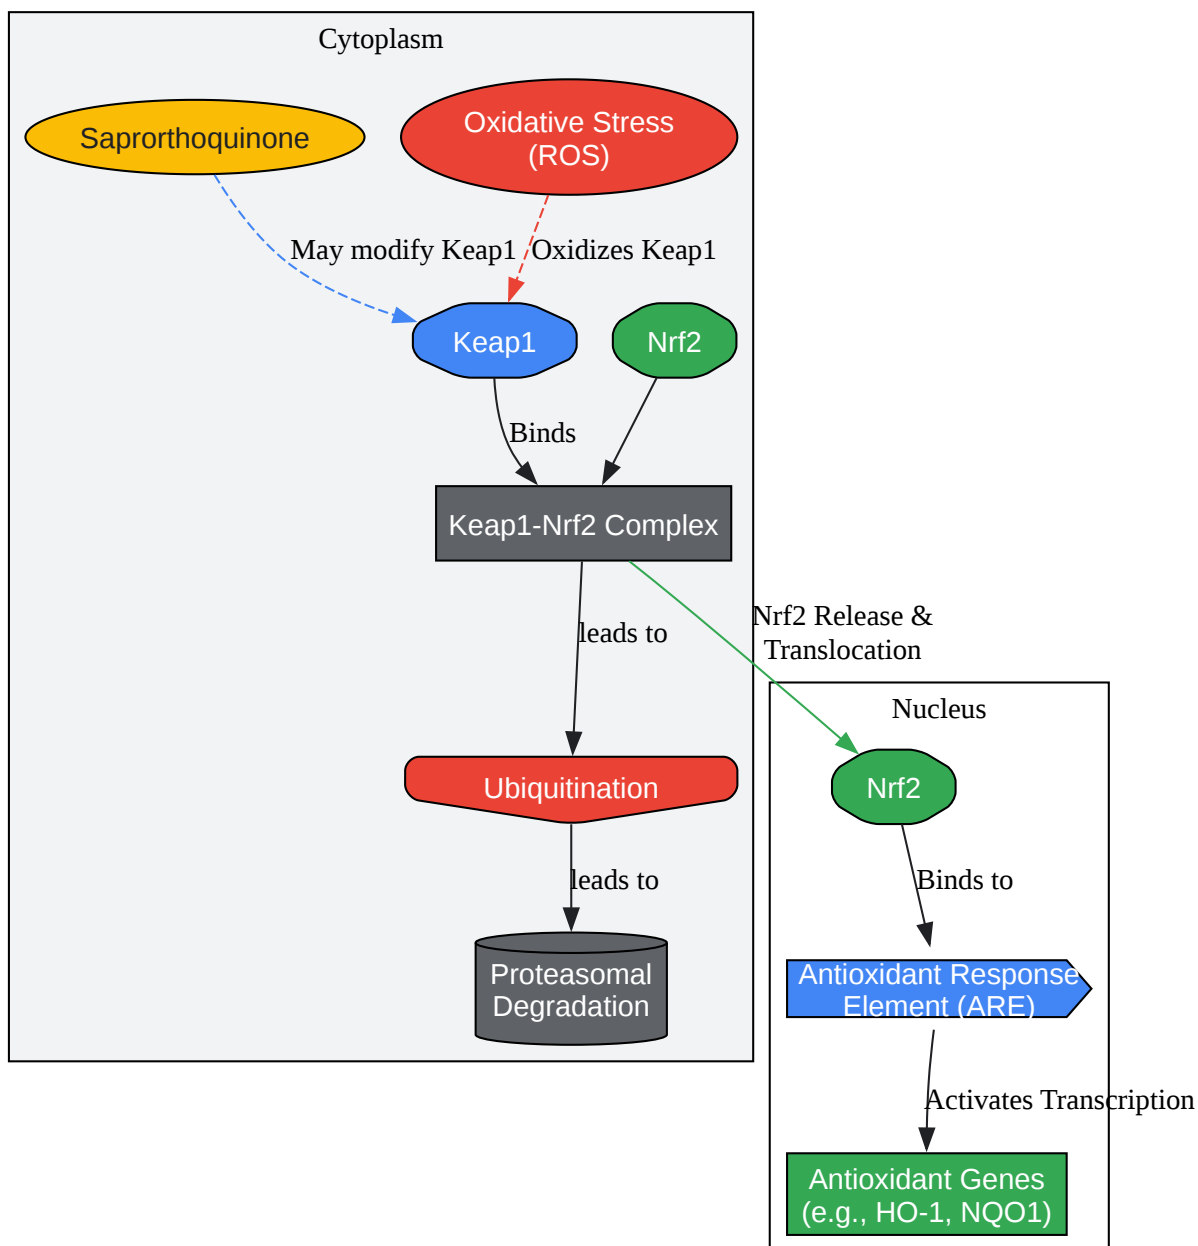 Cytoplasm
Saprorthoquinone
Oxidative Stress
(ROS)
May modify Keap1
Oxidizes Keap1
Keap1
Nrf2
Binds
Keap1-Nrf2 Complex
leads to
Nrf2 Release &
Translocation
Nucleus
Ubiquitination
Nrf2
leads to
Binds to
Proteasomal
Degradation
Antioxidant Response
Element (ARE)
Activates Transcription
Antioxidant Genes
(e.g., HO-1, NQO1)